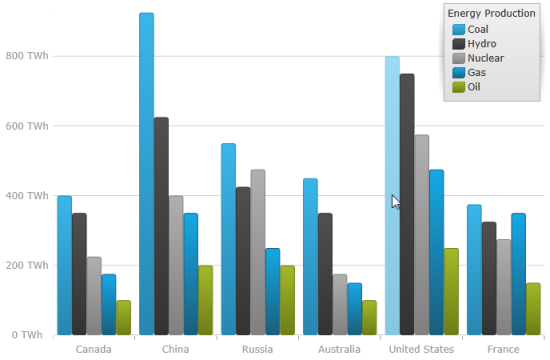 Energy Production
Coal
Hydro
Nuclear
Gas
Oil
800 TWh
600 TWh
400 TWh
200 TWh
0 TWh
Canada China Russia Australia United States France